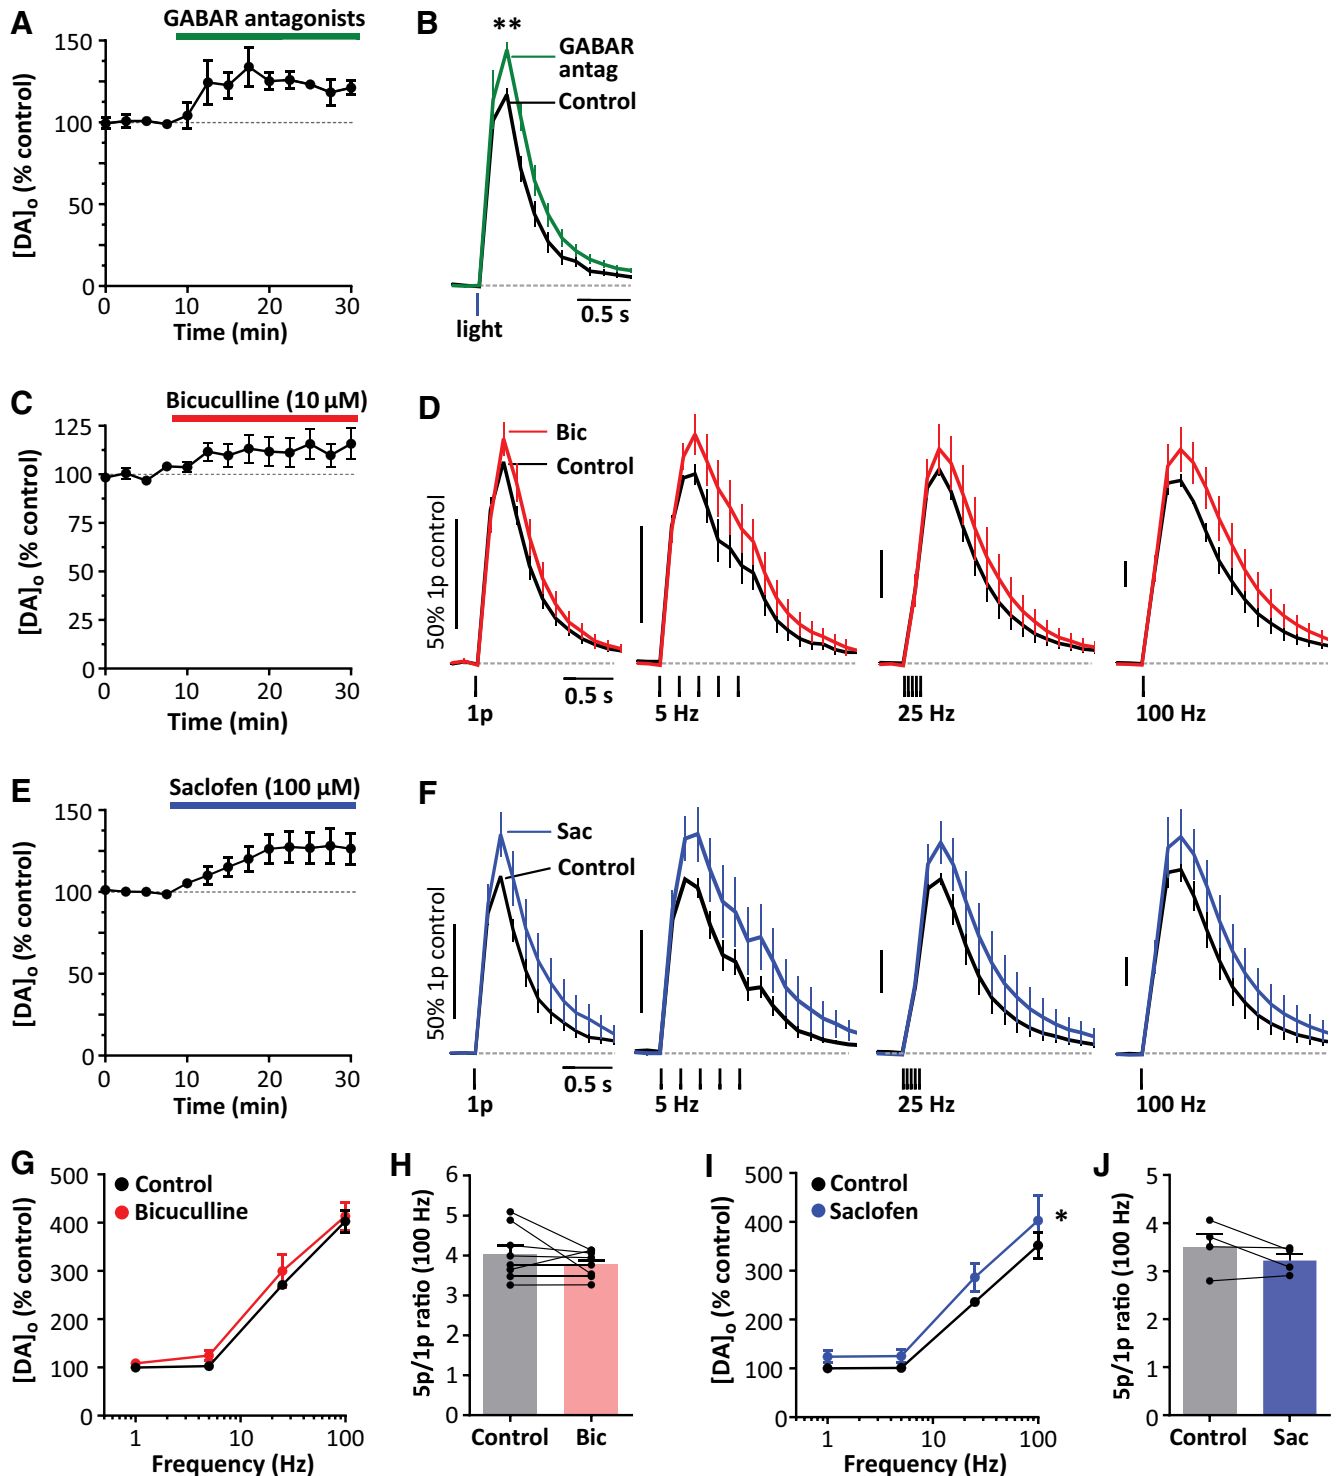 A
GABAR antagonists
150
100
50
0
[DA]o (% control)
0 10 20 30
Time (min)
B
**
GABAR
antag
Control
0.5 s
light
C
Bicuculline (10 µM)
125
100
75
50
25
0
[DA]o (% control)
0 10 20 30
Time (min)
D
Bic
Control
50% 1p control
0.5 s
1p
5 Hz
25 Hz
100 Hz
E
Saclofen (100 µM)
150
100
50
0
[DA]o (% control)
0 10 20 30
Time (min)
F
Sac
Control
50% 1p control
0.5 s
1p
5 Hz
25 Hz
100 Hz
G
500
400
300
200
100
0
[DA]o (% control)
Control
Bicuculline
1 10 100
Frequency (Hz)
H
6
5
4
3
2
1
0
5p/1p ratio (100 Hz)
Control Bic
I
500
400
300
200
100
0
[DA]o (% control)
Control
Saclofen
*
1 10 100
Frequency (Hz)
J
5
4
3
2
1
0
5p/1p ratio (100 Hz)
Control Sac